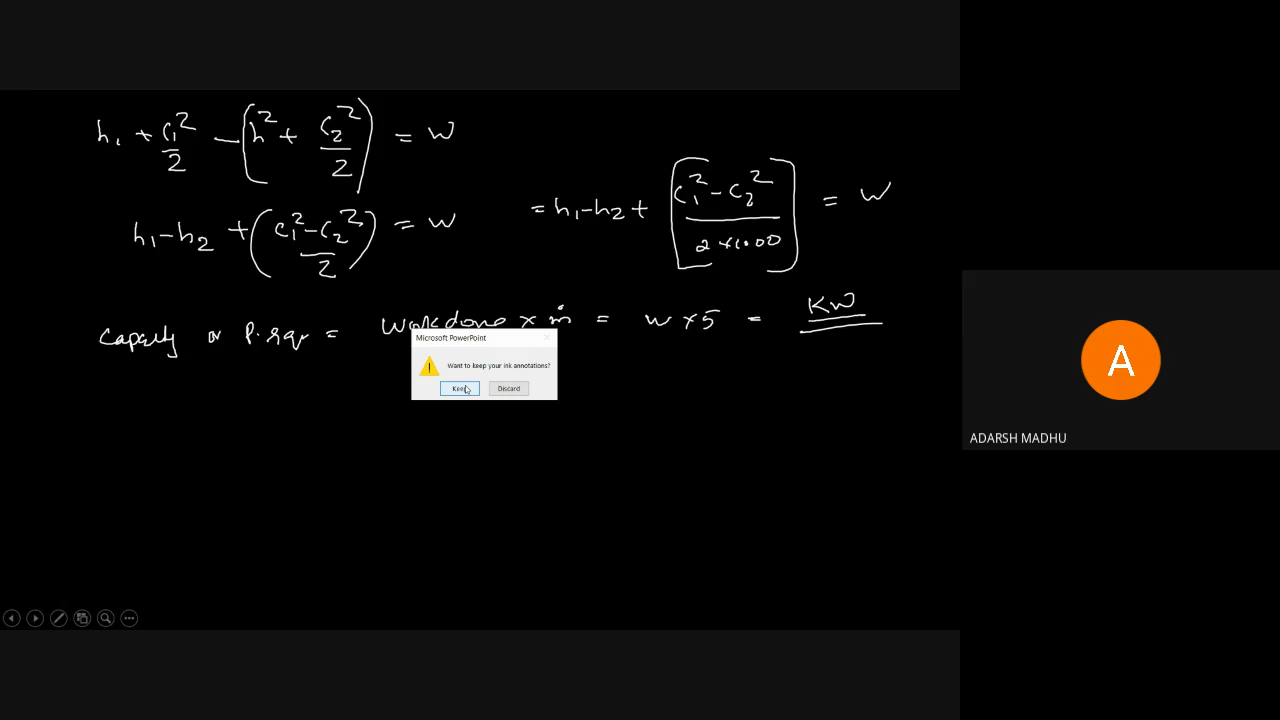 h₁ + C₁²/2 − (h² + C₂²/2) = W
h₁−h₂ + (C₁²−C₂²/2) = W
= h₁−h₂ + [C₁²−C₂²/2×1000] = W
Capacity or P.rqr = Workdone × ṁ = W×5 = KW
Microsoft PowerPoint
Want to keep your ink annotations?
Keep Discard
A
ADARSH MADHU